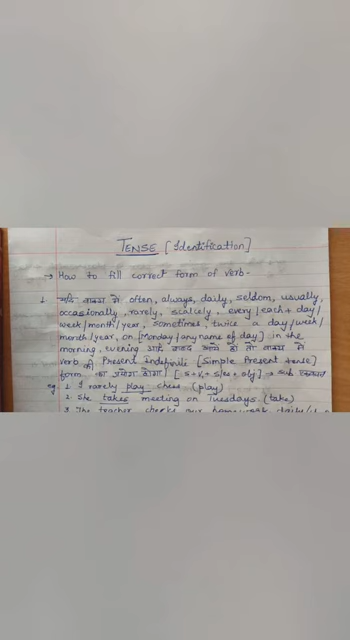 TENSE [Identification]
→ How to fill correct form of verb -
1. यदि वाक्य में often, always, daily, seldom, usually,
occasionally, rarely, scarcely, every/each + day/
week/month/year, sometimes, twice a day/week/
month/year, on [Monday/any name of day] in the
morning, evening आदि शब्द आये हो तो वाक्य में
verb की Present indefinite [Simple Present tense]
form का प्रयोग होगा। [s + v1 + s/es + obj] → sub एकवचन
eg 1. I rarely play chess (play)
2. She takes meeting on Tuesdays. (take)
3. The teacher checks our homework daily